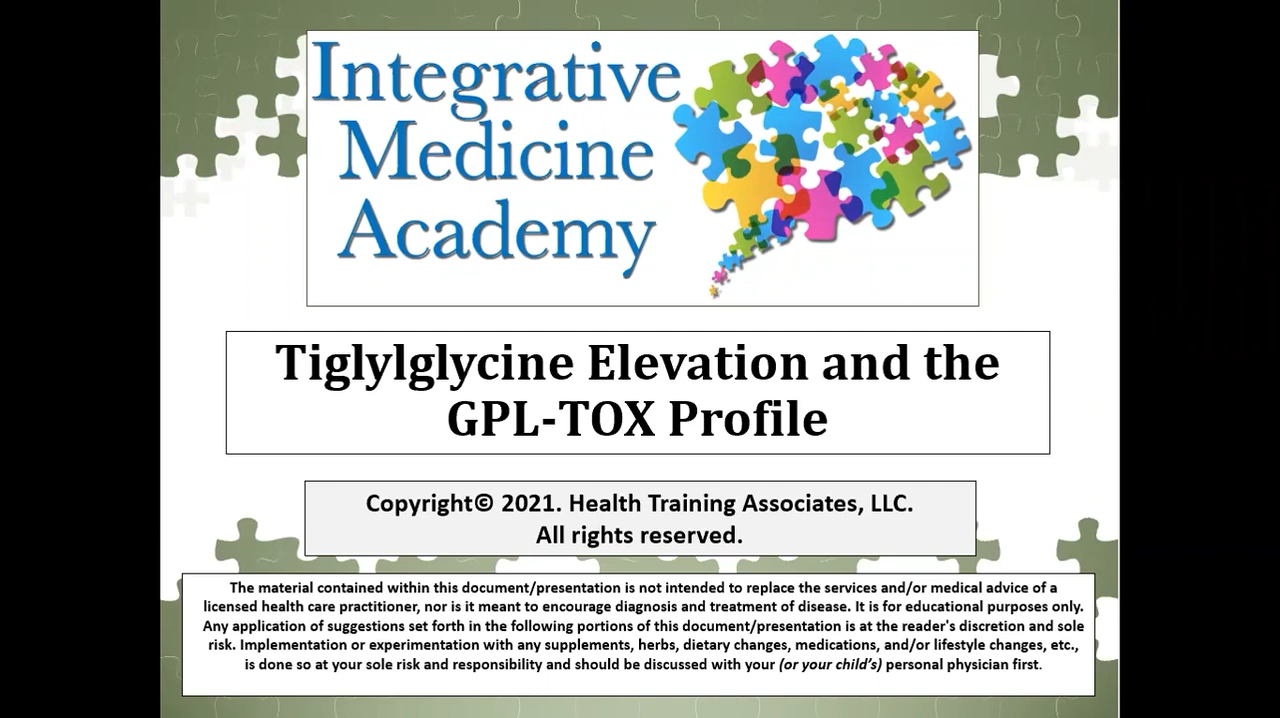 Integrative
Medicine
Academy
Tiglylglycine Elevation and the
GPL-TOX Profile
Copyright© 2021. Health Training Associates, LLC.
All rights reserved.
The material contained within this document/presentation is not intended to replace the services and/or medical advice of a
licensed health care practitioner, nor is it meant to encourage diagnosis and treatment of disease. It is for educational purposes only.
Any application of suggestions set forth in the following portions of this document/presentation is at the reader's discretion and sole
risk. Implementation or experimentation with any supplements, herbs, dietary changes, medications, and/or lifestyle changes, etc.,
is done so at your sole risk and responsibility and should be discussed with your (or your child's) personal physician first.